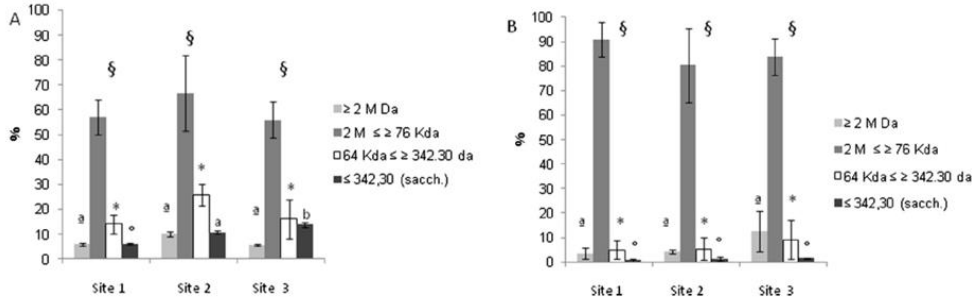 A
§
§
§
100
90
80
70
60
50
40
30
20
10
0
%
a * °
a * a
a * b
Site 1 Site 2 Site 3
≥ 2 M Da
2 M ≤ ≥ 76 Kda
64 Kda ≤ ≥ 342.30 da
≤ 342,30 (sacch.)
B
§ § §
100
90
80
70
60
50
40
30
20
10
0
%
a * °
a * °
a * °
Site 1 Site 2 Site 3
≥ 2 M Da
2 M ≤ ≥ 76 Kda
64 Kda ≤ ≥ 342.30 da
≤ 342,30 (sacch.)